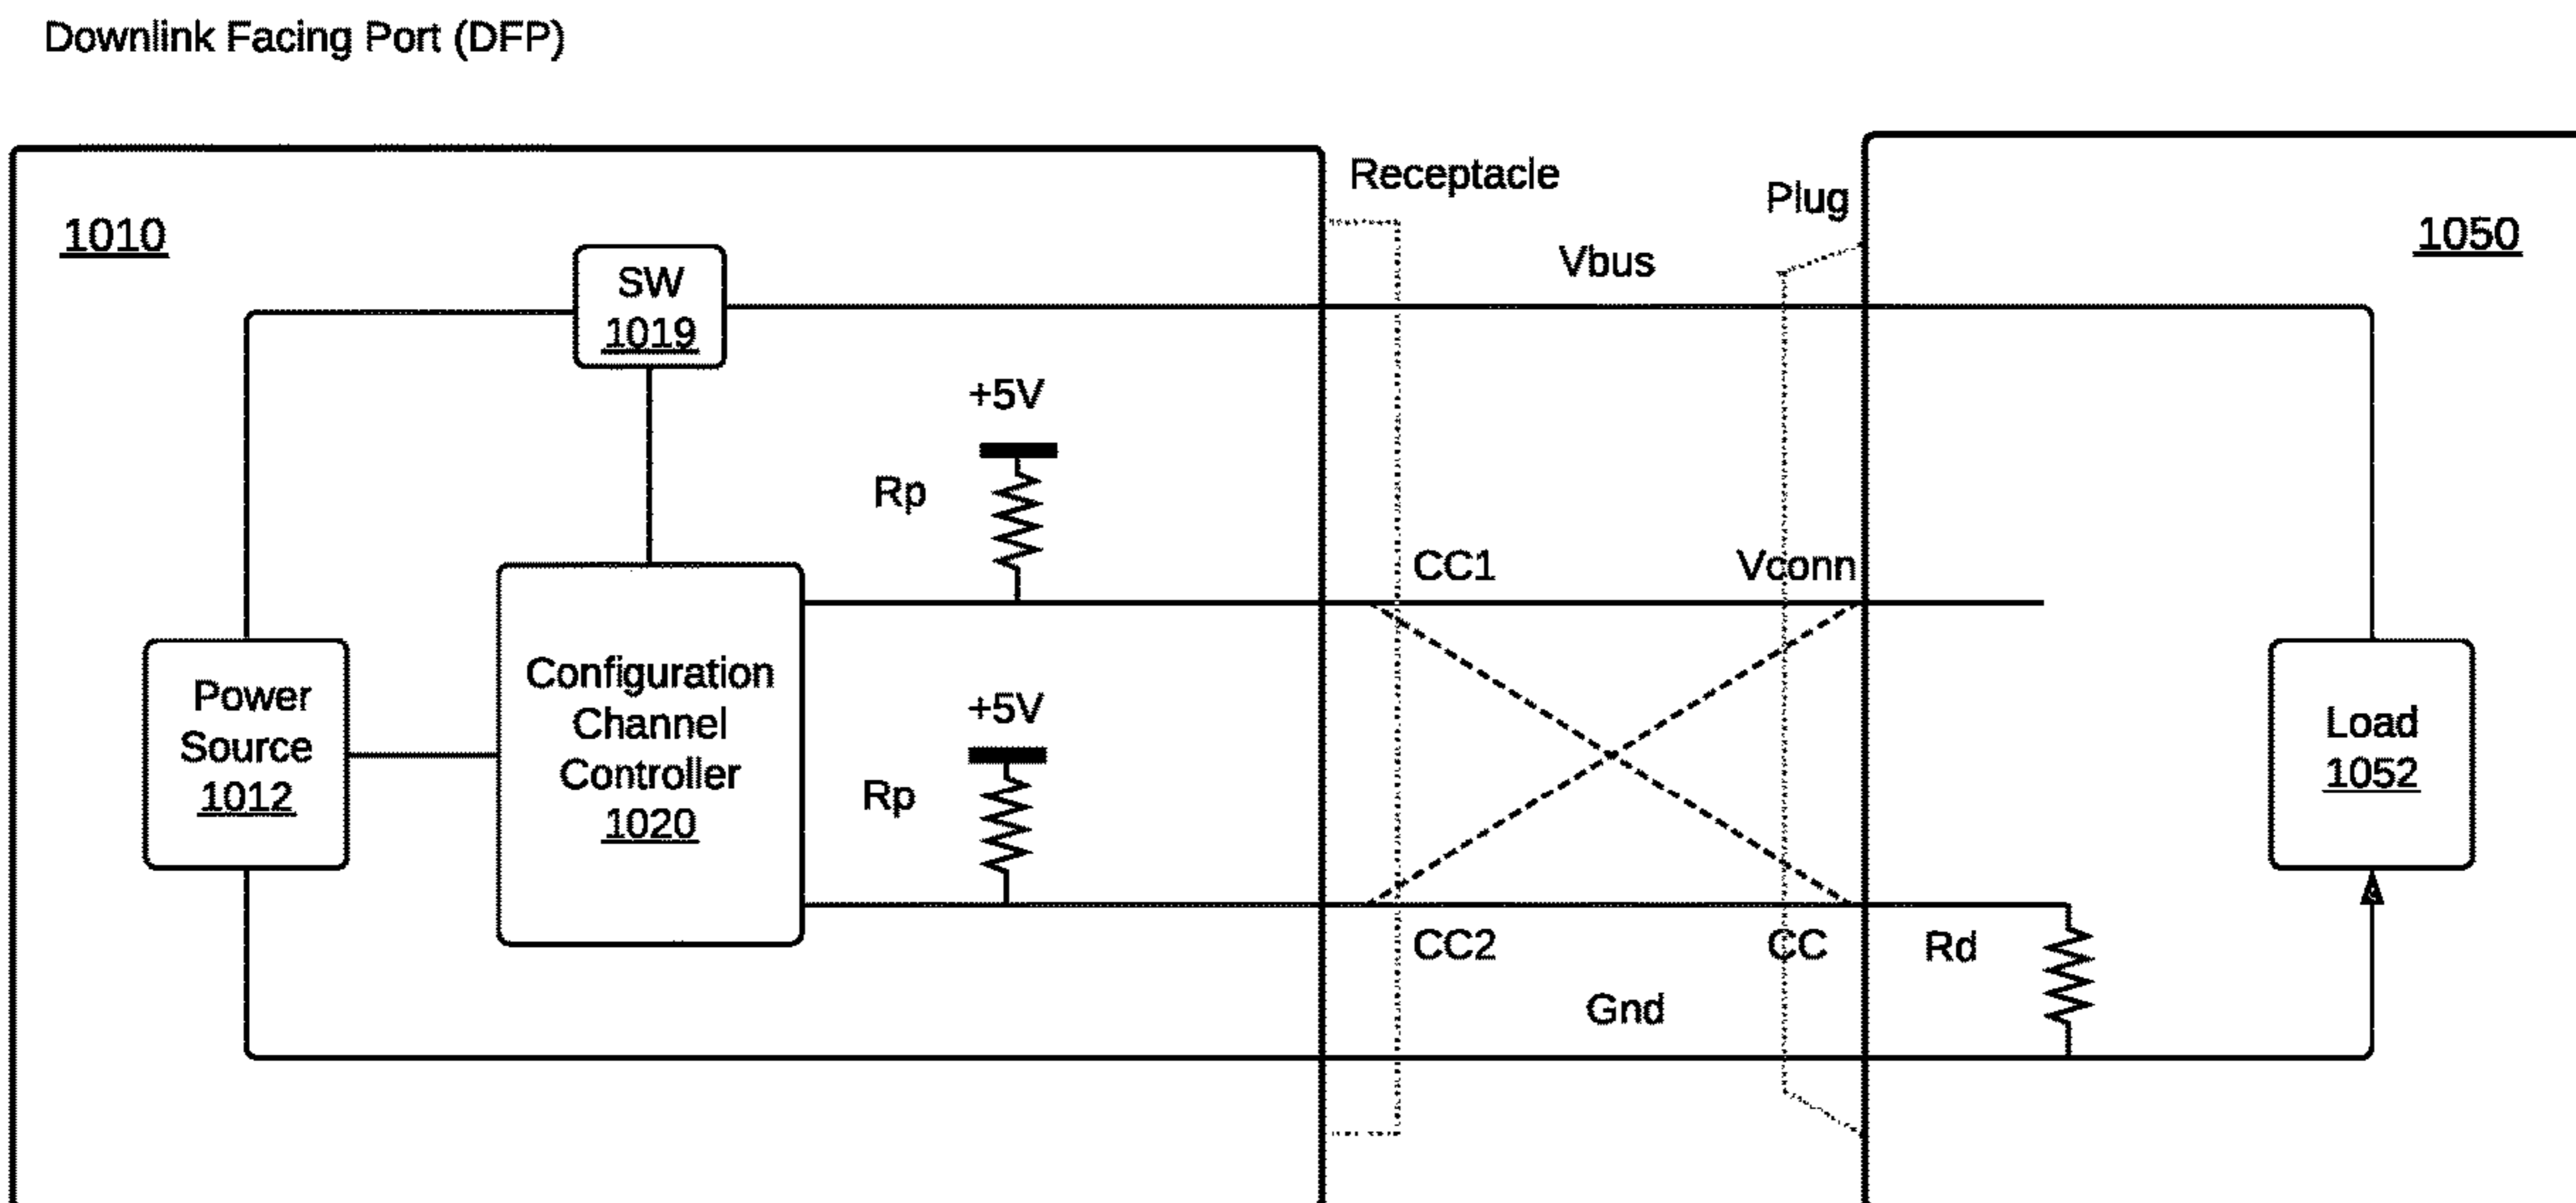 Downlink Facing Port (DFP)
Receptacle
Plug
1010
1050
SW
1019
Vbus
+5V
Rp
CC1
Vconn
Configuration
Channel
Controller
1020
Power
Source
1012
+5V
Rp
Load
1052
CC2
CC
Rd
Gnd